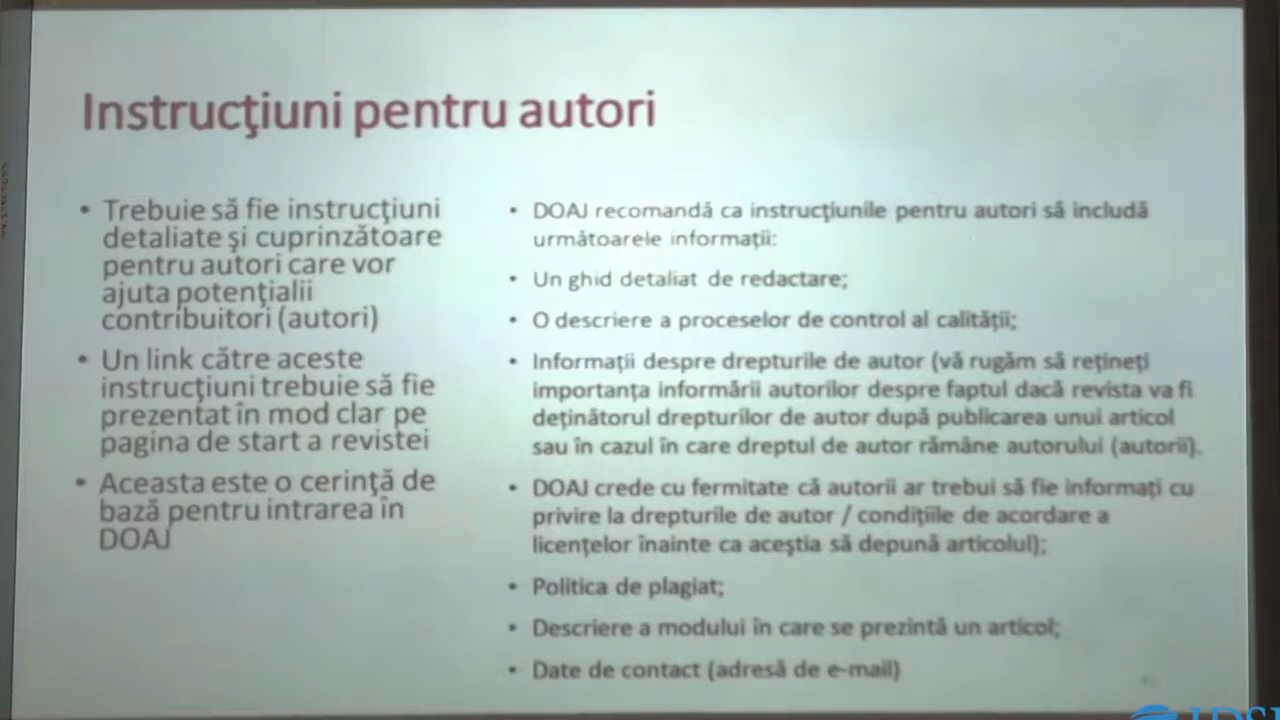 Instrucţiuni pentru autori
• Trebuie să fie instrucţiuni
detaliate şi cuprinzătoare
pentru autori care vor
ajuta potenţialii
contribuitori (autori)
• Un link către aceste
instrucţiuni trebuie să fie
prezentat în mod clar pe
pagina de start a revistei
• Aceasta este o cerinţă de
bază pentru intrarea în
DOAJ
• DOAJ recomandă ca instrucţiunile pentru autori să includă
următoarele informaţii:
• Un ghid detaliat de redactare;
• O descriere a proceselor de control al calităţii;
• Informaţii despre drepturile de autor (vă rugăm să reţineţi
importanţa informării autorilor despre faptul dacă revista va fi
deţinătorul drepturilor de autor după publicarea unui articol
sau în cazul în care dreptul de autor rămâne autorului (autorii).
• DOAJ crede cu fermitate că autorii ar trebui să fie informaţi cu
privire la drepturile de autor / condiţiile de acordare a
licenţelor înainte ca aceştia să depună articolul);
• Politica de plagiat;
• Descriere a modului în care se prezintă un articol;
• Date de contact (adresă de e-mail)